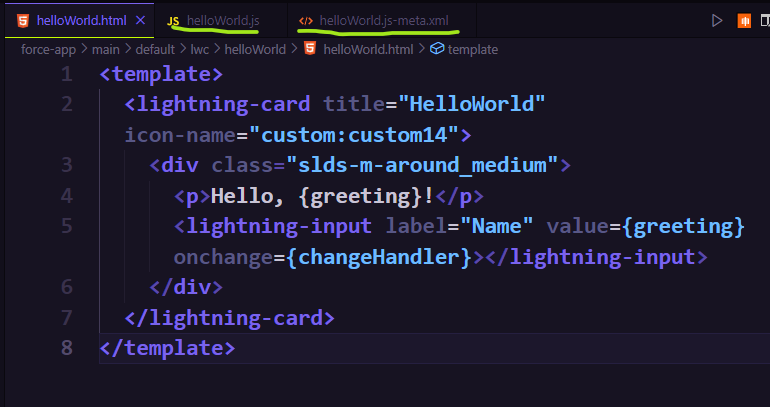 helloWorld.html
JS helloWorld.js
helloWorld.js-meta.xml
force-app > main > default > lwc > helloWorld > helloWorld.html > template
1 <template>
2 <lightning-card title="HelloWorld"
icon-name="custom:custom14">
3 <div class="slds-m-around_medium">
4 <p>Hello, {greeting}!</p>
5 <lightning-input label="Name" value={greeting}
onchange={changeHandler}></lightning-input>
6 </div>
7 </lightning-card>
8 </template>